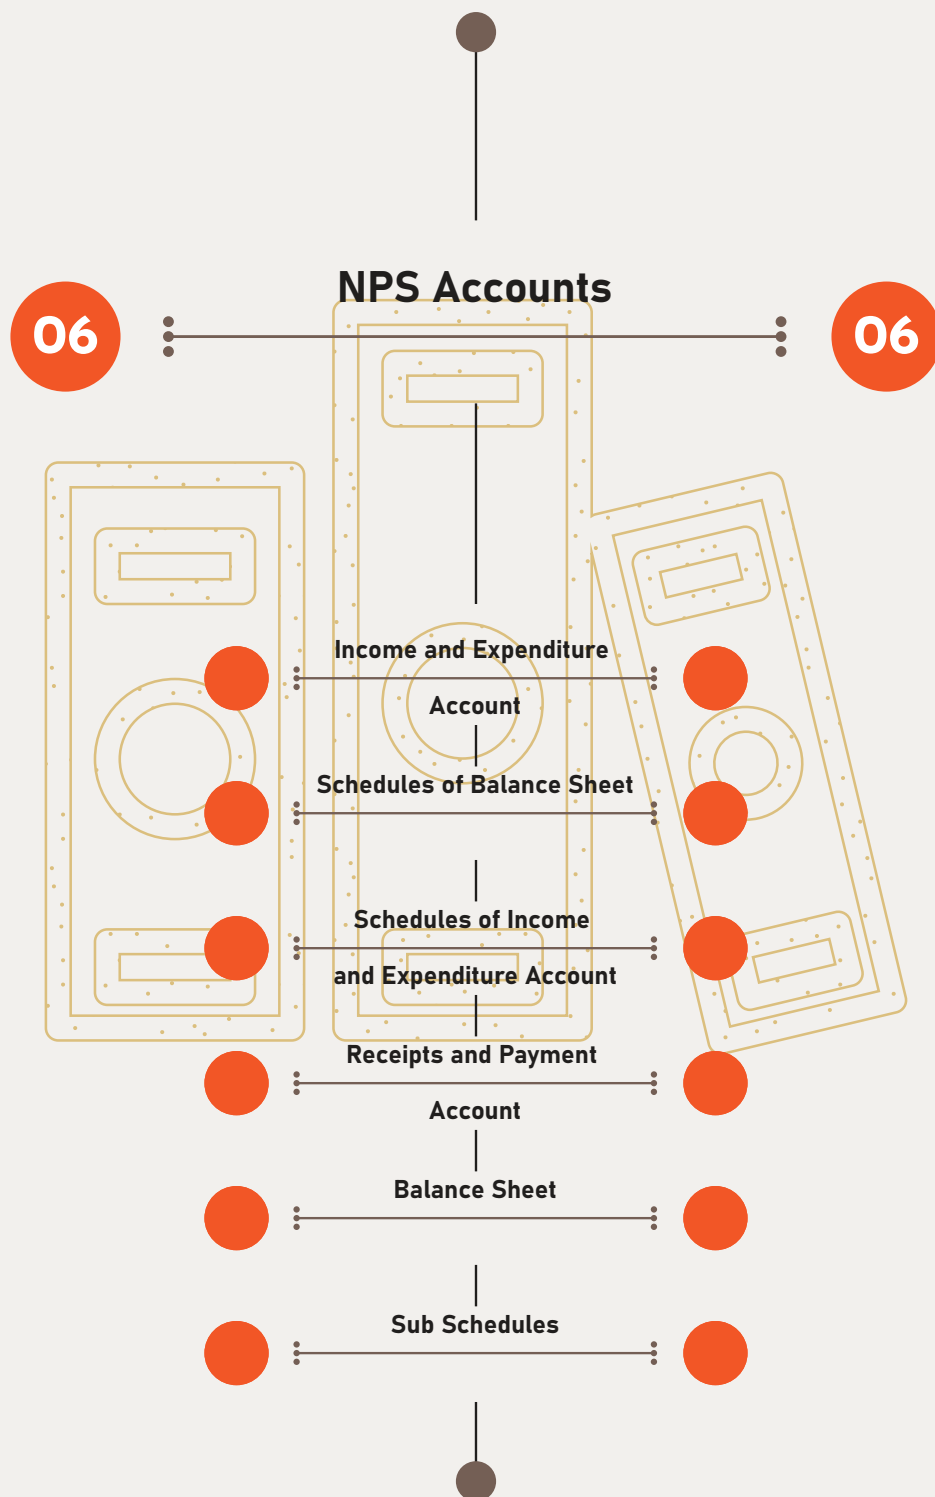 NPS Accounts
06
06
Income and Expenditure
Account
Schedules of Balance Sheet
Schedules of Income
and Expenditure Account
Receipts and Payment
Account
Balance Sheet
Sub Schedules